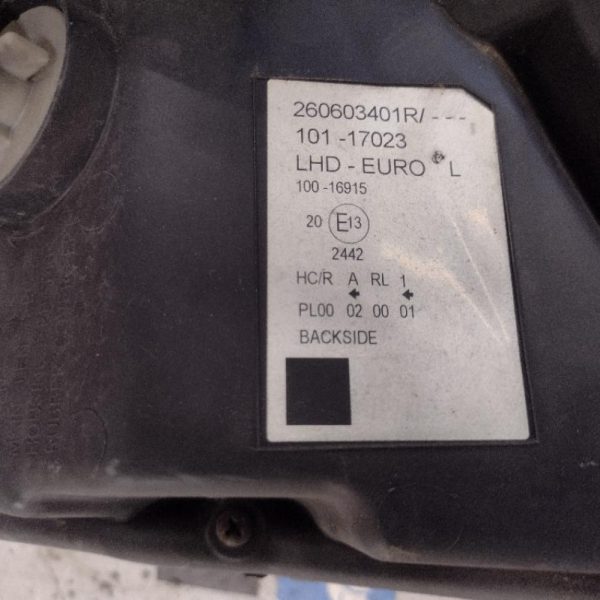 260603401R/ - - -
101 -17023
LHD - EURO L
100 -16915
20 E13
2442
HC/R A RL 1
PL00 02 00 01
BACKSIDE